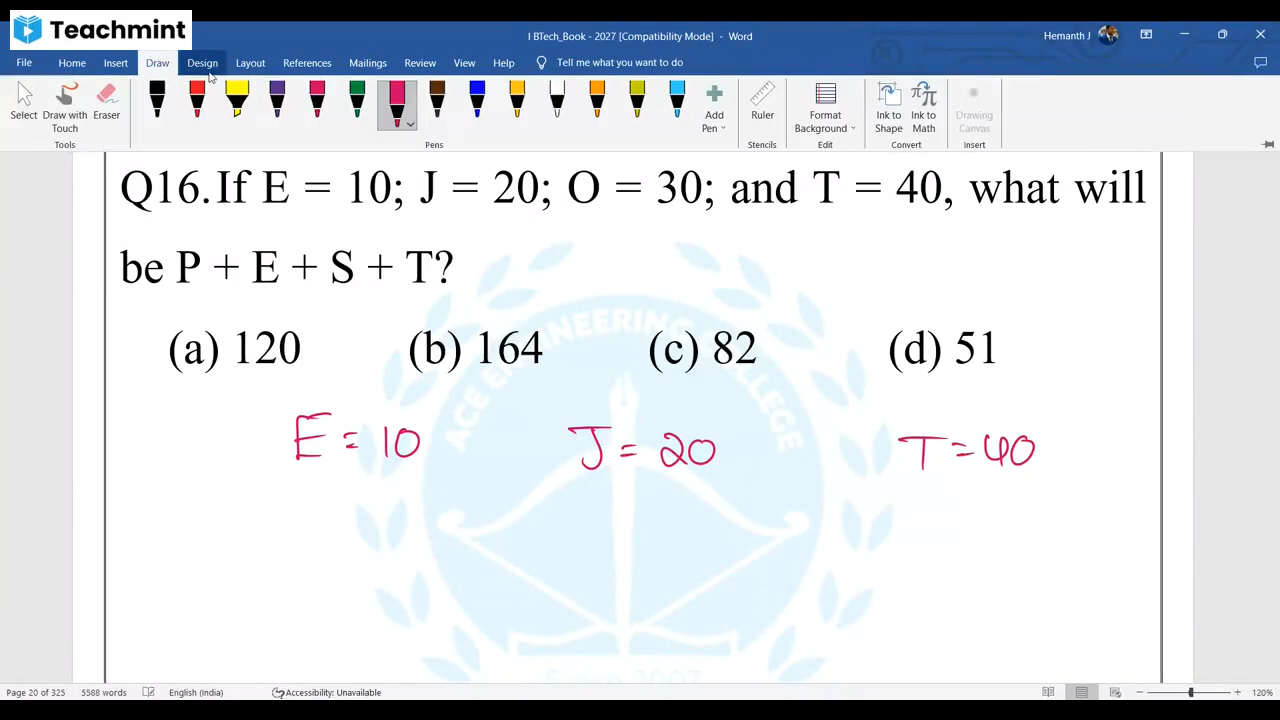 Teachmint
I BTech_Book - 2027 [Compatibility Mode] - Word
Hemanth J
File Home Insert Draw Design Layout References Mailings Review View Help Tell me what you want to do
Select Draw with Touch Eraser Add Pen Ruler Format Background Ink to Shape Ink to Math Drawing Canvas
Tools Pens Stencils Edit Convert Insert
Q16. If E = 10; J = 20; O = 30; and T = 40, what will
be P + E + S + T?
(a) 120 (b) 164 (c) 82 (d) 51
ACE ENGINEERING COLLEGE
E = 10 J = 20 T = 40
Page 20 of 325 5588 words English (India) Accessibility: Unavailable 120%